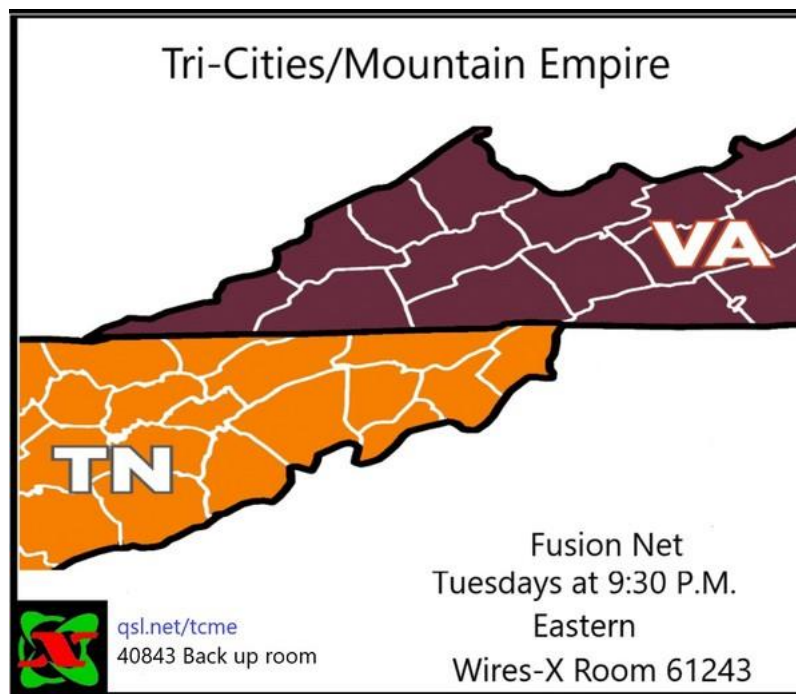 Tri-Cities/Mountain Empire
VA
TN
Fusion Net
Tuesdays at 9:30 P.M.
Eastern
Wires-X Room 61243
X
qsl.net/tcme
40843 Back up room